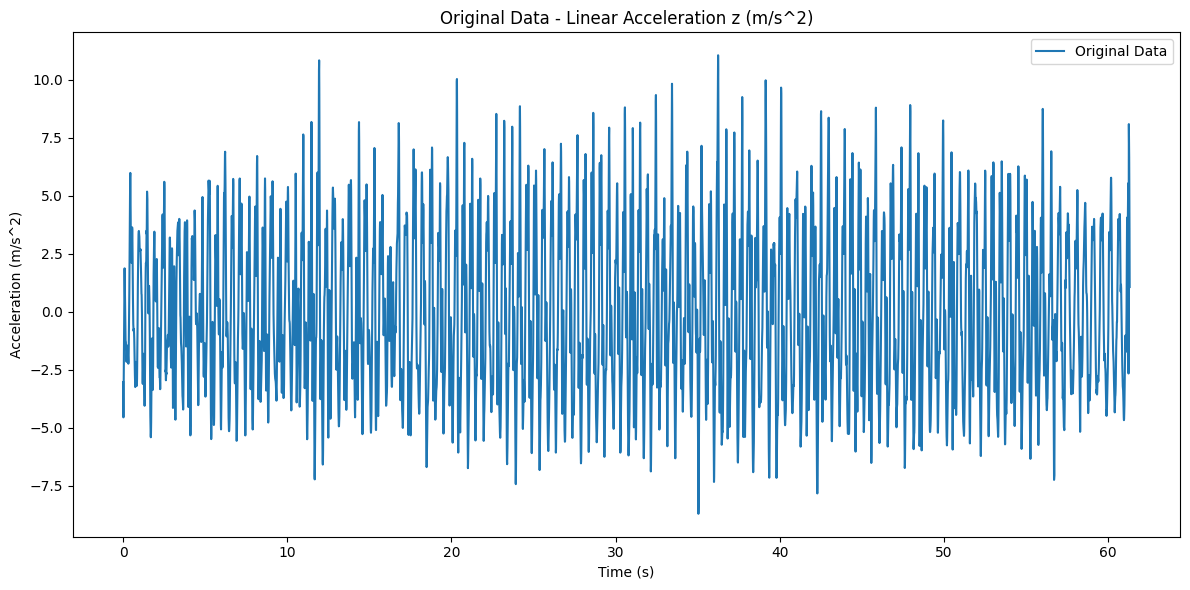 Original Data - Linear Acceleration z (m/s^2)
Original Data
Acceleration (m/s^2)
10.0
7.5
5.0
2.5
0.0
−2.5
−5.0
−7.5
0 10 20 30 40 50 60
Time (s)